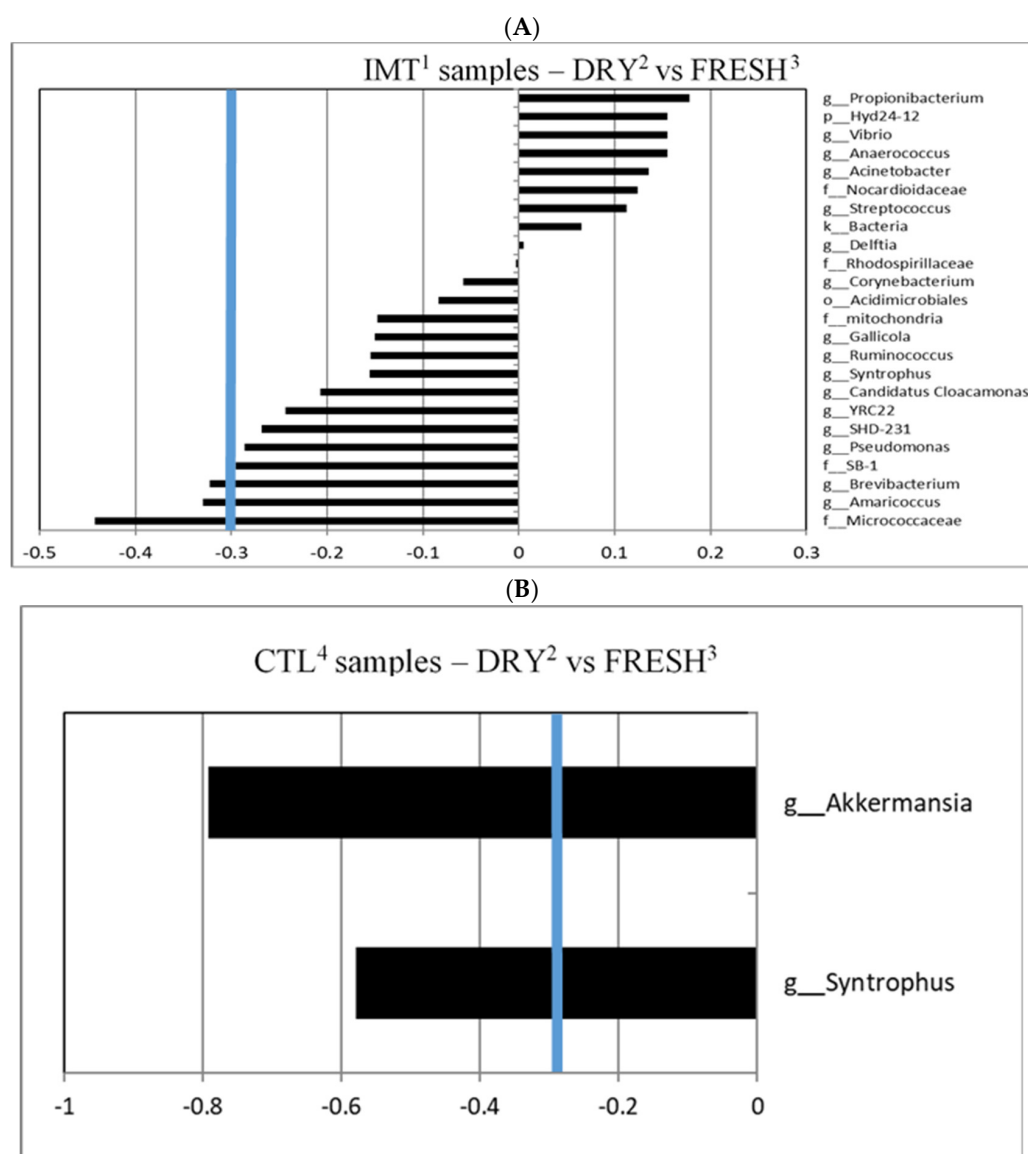 (A)
IMT¹ samples – DRY² vs FRESH³
g__Propionibacterium
p__Hyd24-12
g__Vibrio
g__Anaerococcus
g__Acinetobacter
f__Nocardioidaceae
g__Streptococcus
k__Bacteria
g__Delftia
f__Rhodospirillaceae
g__Corynebacterium
o__Acidimicrobiales
f__mitochondria
g__Gallicola
g__Ruminococcus
g__Syntrophus
g__Candidatus Cloacamonas
g__YRC22
g__SHD-231
g__Pseudomonas
f__SB-1
g__Brevibacterium
g__Amaricoccus
f__Micrococcaceae
-0.5 -0.4 -0.3 -0.2 -0.1 0 0.1 0.2 0.3
(B)
CTL⁴ samples – DRY² vs FRESH³
g__Akkermansia
g__Syntrophus
-1 -0.8 -0.6 -0.4 -0.2 0